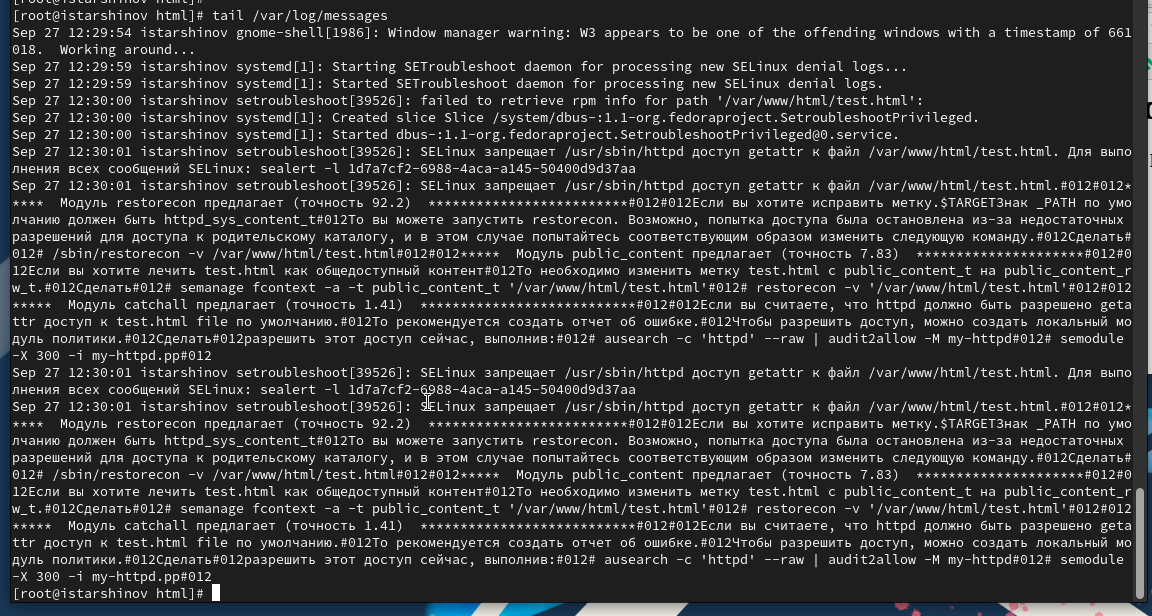 [root@istarshinov html]#
[root@istarshinov html]# tail /var/log/messages
Sep 27 12:29:54 istarshinov gnome-shell[1986]: Window manager warning: W3 appears to be one of the offending windows with a timestamp of 661
018.  Working around...
Sep 27 12:29:59 istarshinov systemd[1]: Starting SETroubleshoot daemon for processing new SELinux denial logs...
Sep 27 12:29:59 istarshinov systemd[1]: Started SETroubleshoot daemon for processing new SELinux denial logs.
Sep 27 12:30:00 istarshinov setroubleshoot[39526]: failed to retrieve rpm info for path '/var/www/html/test.html':
Sep 27 12:30:00 istarshinov systemd[1]: Created slice Slice /system/dbus-:1.1-org.fedoraproject.SetroubleshootPrivileged.
Sep 27 12:30:00 istarshinov systemd[1]: Started dbus-:1.1-org.fedoraproject.SetroubleshootPrivileged@0.service.
Sep 27 12:30:01 istarshinov setroubleshoot[39526]: SELinux запрещает /usr/sbin/httpd доступ getattr к файл /var/www/html/test.html. Для выпо
лнения всех сообщений SELinux: sealert -l 1d7a7cf2-6988-4aca-a145-50400d9d37aa
Sep 27 12:30:01 istarshinov setroubleshoot[39526]: SELinux запрещает /usr/sbin/httpd доступ getattr к файл /var/www/html/test.html.#012#012*
****  Модуль restorecon предлагает (точность 92.2)  *************************#012#012Если вы хотите исправить метку.$TARGETЗнак _PATH по умо
лчанию должен быть httpd_sys_content_t#012То вы можете запустить restorecon. Возможно, попытка доступа была остановлена из-за недостаточных
разрешений для доступа к родительскому каталогу, и в этом случае попытайтесь соответствующим образом изменить следующую команду.#012Сделать#
012# /sbin/restorecon -v /var/www/html/test.html#012#012*****  Модуль public_content предлагает (точность 7.83)  *********************#012#0
12Если вы хотите лечить test.html как общедоступный контент#012То необходимо изменить метку test.html с public_content_t на public_content_r
w_t.#012Сделать#012# semanage fcontext -a -t public_content_t '/var/www/html/test.html'#012# restorecon -v '/var/www/html/test.html'#012#012
*****  Модуль catchall предлагает (точность 1.41)  ***************************#012#012Если вы считаете, что httpd должно быть разрешено geta
ttr доступ к test.html file по умолчанию.#012То рекомендуется создать отчет об ошибке.#012Чтобы разрешить доступ, можно создать локальный мо
дуль политики.#012Сделать#012разрешить этот доступ сейчас, выполнив:#012# ausearch -c 'httpd' --raw | audit2allow -M my-httpd#012# semodule
-X 300 -i my-httpd.pp#012
Sep 27 12:30:01 istarshinov setroubleshoot[39526]: SELinux запрещает /usr/sbin/httpd доступ getattr к файл /var/www/html/test.html. Для выпо
лнения всех сообщений SELinux: sealert -l 1d7a7cf2-6988-4aca-a145-50400d9d37aa
Sep 27 12:30:01 istarshinov setroubleshoot[39526]: SELinux запрещает /usr/sbin/httpd доступ getattr к файл /var/www/html/test.html.#012#012*
****  Модуль restorecon предлагает (точность 92.2)  *************************#012#012Если вы хотите исправить метку.$TARGETЗнак _PATH по умо
лчанию должен быть httpd_sys_content_t#012То вы можете запустить restorecon. Возможно, попытка доступа была остановлена из-за недостаточных
разрешений для доступа к родительскому каталогу, и в этом случае попытайтесь соответствующим образом изменить следующую команду.#012Сделать#
012# /sbin/restorecon -v /var/www/html/test.html#012#012*****  Модуль public_content предлагает (точность 7.83)  *********************#012#0
12Если вы хотите лечить test.html как общедоступный контент#012То необходимо изменить метку test.html с public_content_t на public_content_r
w_t.#012Сделать#012# semanage fcontext -a -t public_content_t '/var/www/html/test.html'#012# restorecon -v '/var/www/html/test.html'#012#012
*****  Модуль catchall предлагает (точность 1.41)  ***************************#012#012Если вы считаете, что httpd должно быть разрешено geta
ttr доступ к test.html file по умолчанию.#012То рекомендуется создать отчет об ошибке.#012Чтобы разрешить доступ, можно создать локальный мо
дуль политики.#012Сделать#012разрешить этот доступ сейчас, выполнив:#012# ausearch -c 'httpd' --raw | audit2allow -M my-httpd#012# semodule
-X 300 -i my-httpd.pp#012
[root@istarshinov html]#